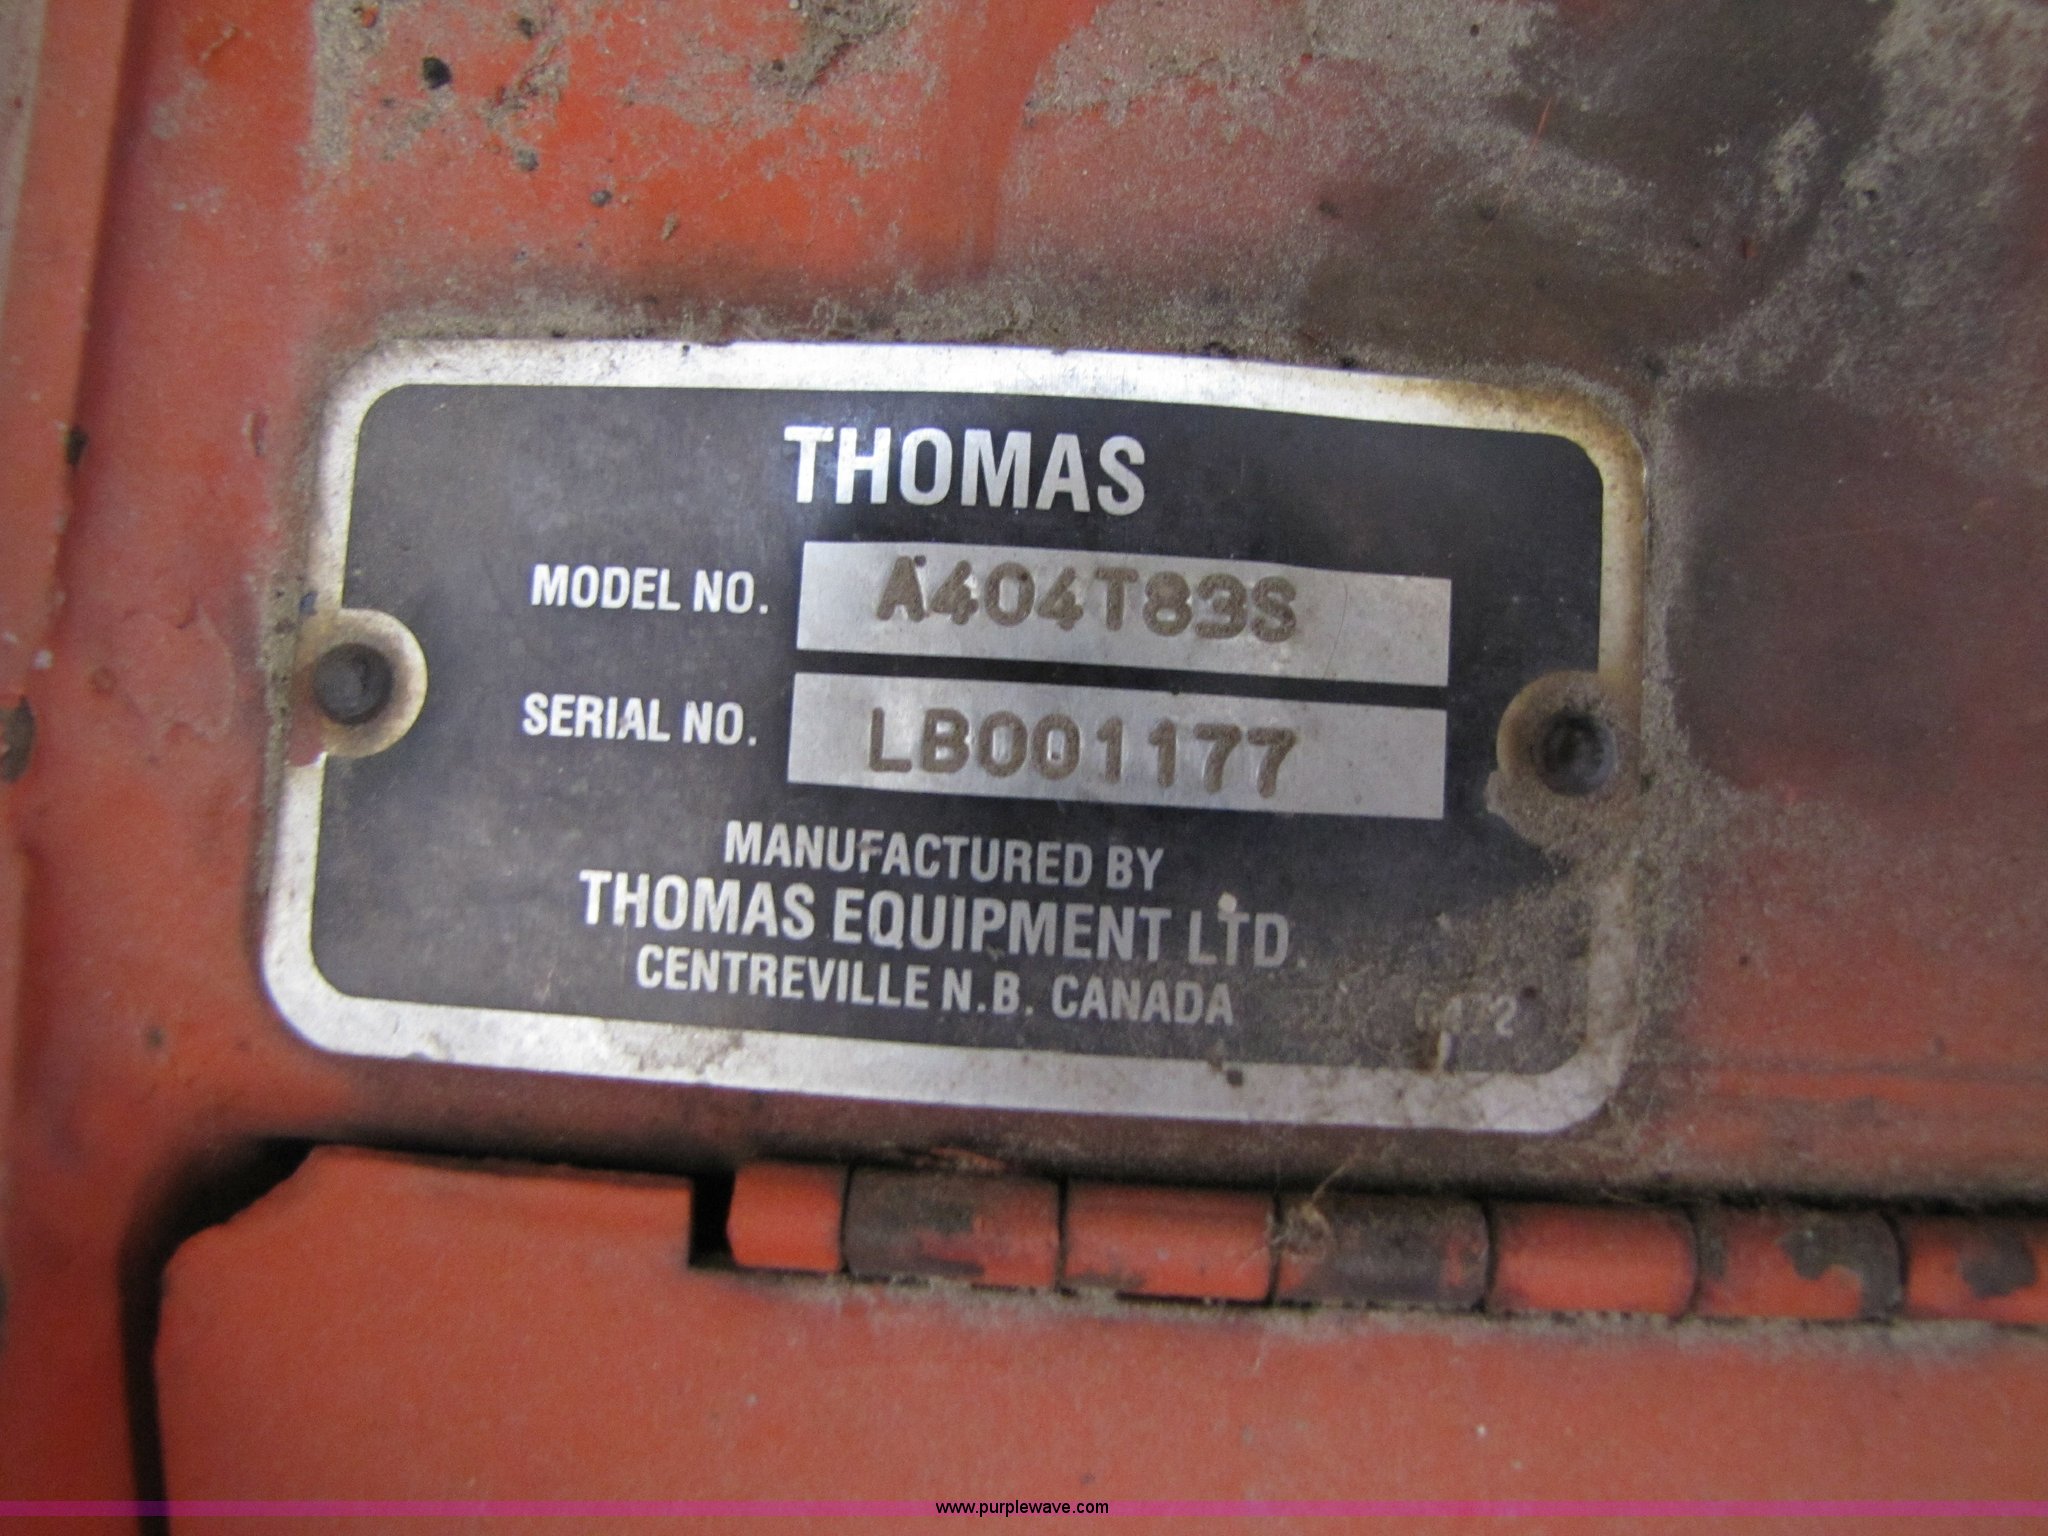 THOMAS
MODEL NO. A404T83S
SERIAL NO. LB001177
MANUFACTURED BY
THOMAS EQUIPMENT LTD.
CENTREVILLE N.B. CANADA
www.purplewave.com